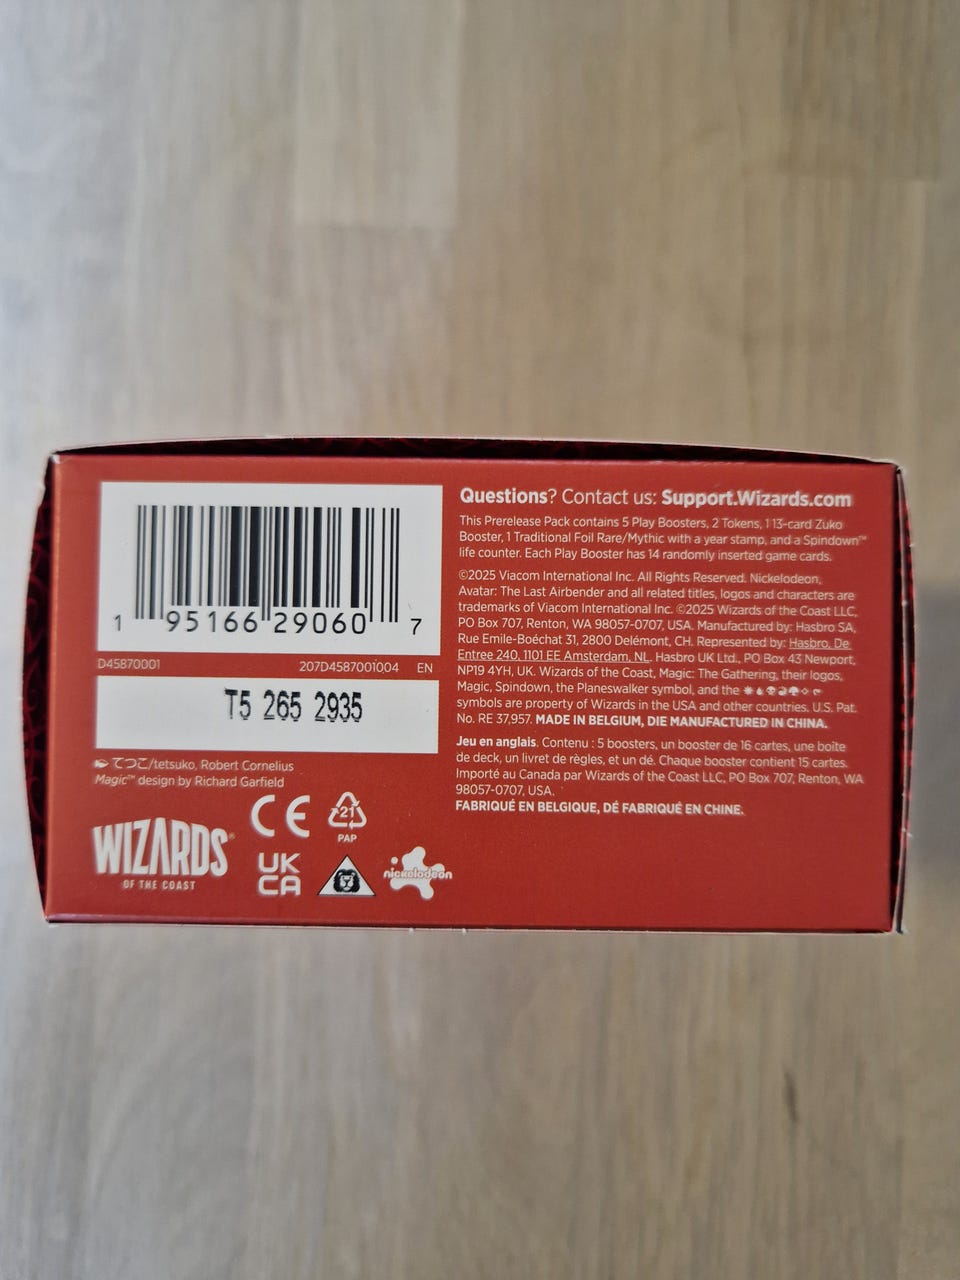 1 95166 29060 7
D45870001 207D4587001004 EN
T5 265 2935
てつこ/tetsuko, Robert Cornelius
Magic™ design by Richard Garfield
WIZARDS®
OF THE COAST
CE
21
PAP
UK
CA
nickelodeon
Questions? Contact us: Support.Wizards.com
This Prerelease Pack contains 5 Play Boosters, 2 Tokens, 1 13-card Zuko
Booster, 1 Traditional Foil Rare/Mythic with a year stamp, and a Spindown™
life counter. Each Play Booster has 14 randomly inserted game cards.
©2025 Viacom International Inc. All Rights Reserved. Nickelodeon,
Avatar: The Last Airbender and all related titles, logos and characters are
trademarks of Viacom International Inc. ©2025 Wizards of the Coast LLC,
PO Box 707, Renton, WA 98057-0707, USA. Manufactured by: Hasbro SA,
Rue Emile-Boéchat 31, 2800 Delémont, CH. Represented by: Hasbro, De
Entree 240, 1101 EE Amsterdam, NL. Hasbro UK Ltd., PO Box 43 Newport,
NP19 4YH, UK. Wizards of the Coast, Magic: The Gathering, their logos,
Magic, Spindown, the Planeswalker symbol, and the
symbols are property of Wizards in the USA and other countries. U.S. Pat.
No. RE 37,957. MADE IN BELGIUM, DIE MANUFACTURED IN CHINA.
Jeu en anglais. Contenu : 5 boosters, un booster de 16 cartes, une boîte
de deck, un livret de règles, et un dé. Chaque booster contient 15 cartes.
Importé au Canada par Wizards of the Coast LLC, PO Box 707, Renton, WA
98057-0707, USA.
FABRIQUÉ EN BELGIQUE, DÉ FABRIQUÉ EN CHINE.